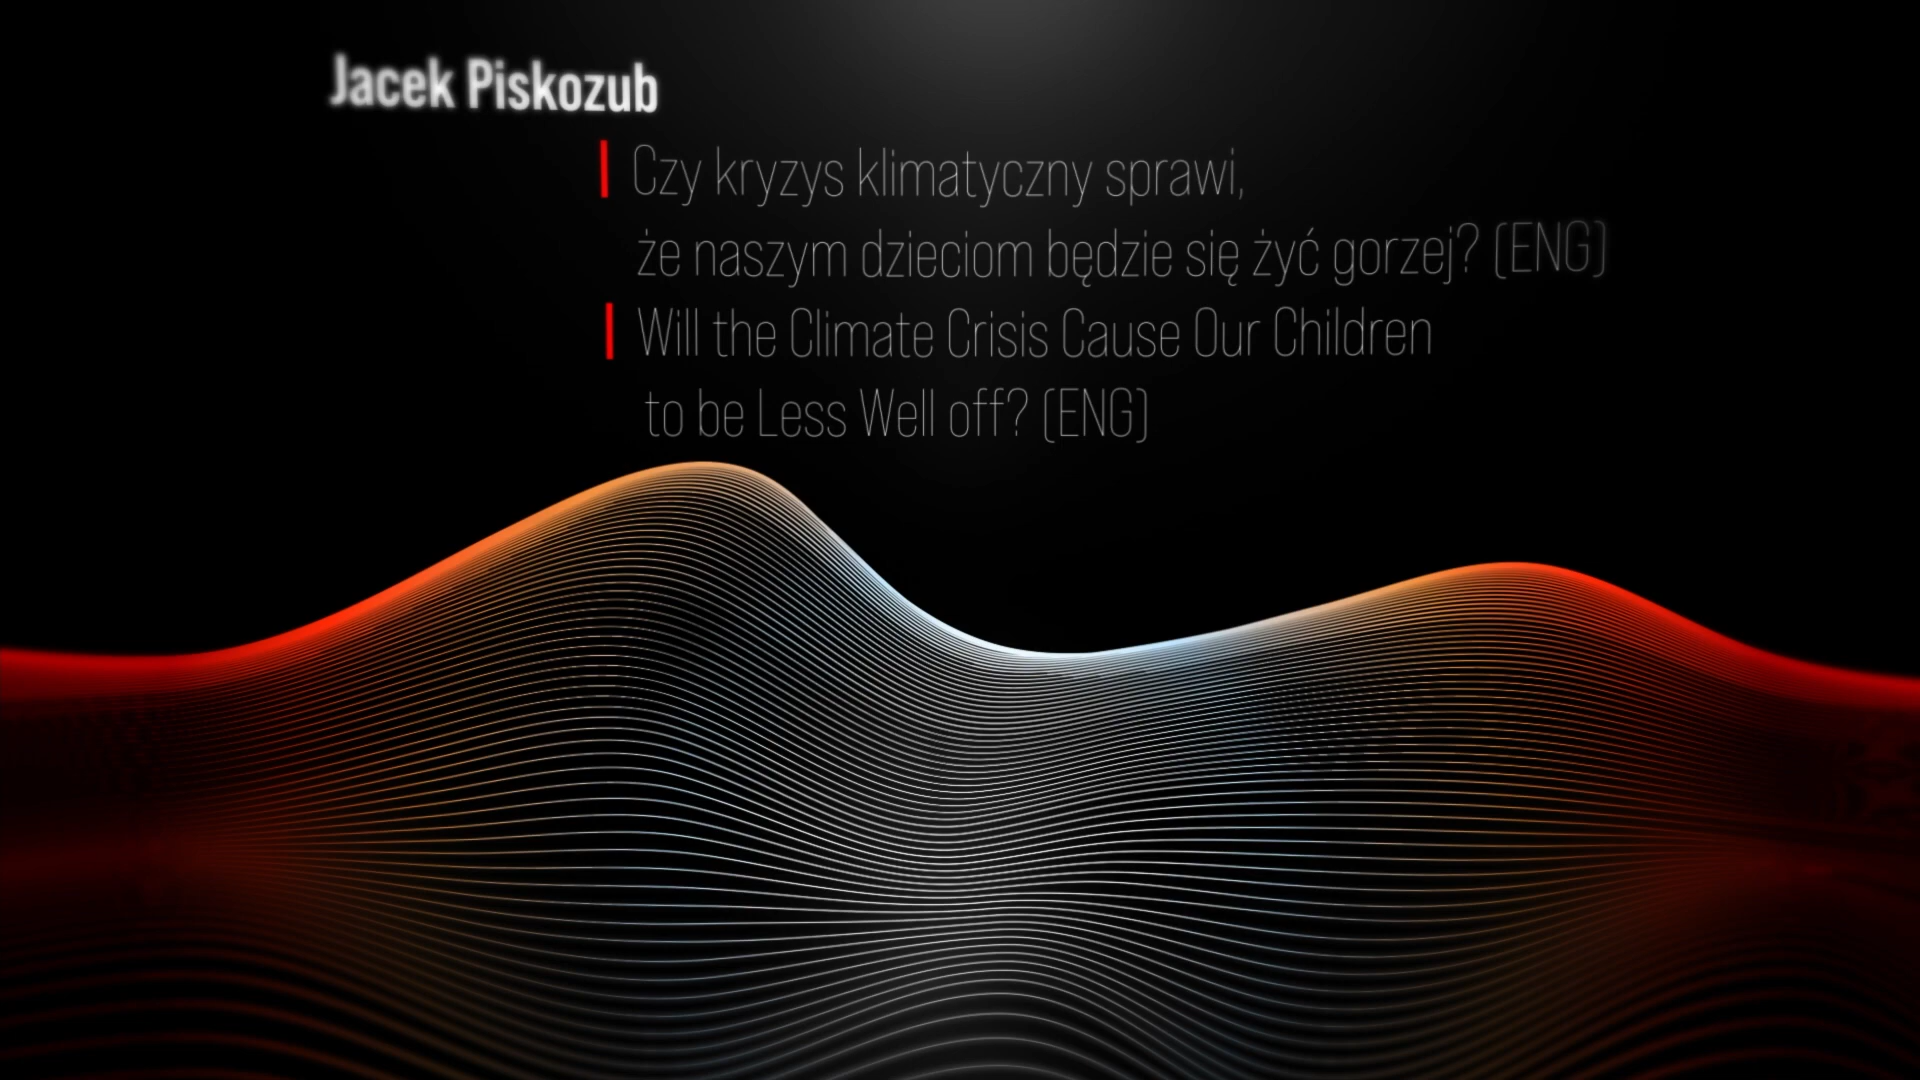 Jacek Piskozub
Czy kryzys klimatyczny sprawi,
że naszym dzieciom będzie się żyć gorzej? (ENG)
Will the Climate Crisis Cause Our Children
to be Less Well off? (ENG)